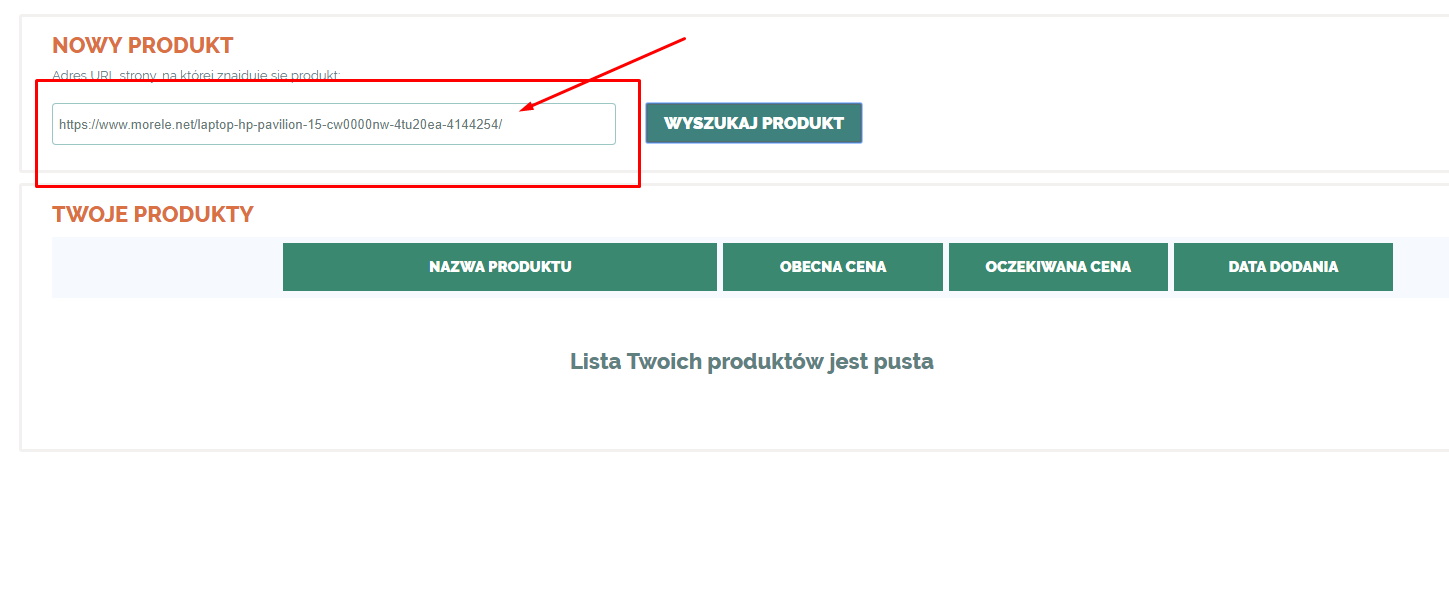 NOWY PRODUKT
Adres URL strony, na której znajduje się produkt:
https://www.morele.net/laptop-hp-pavilion-15-cw0000nw-4tu20ea-4144254/
WYSZUKAJ PRODUKT
TWOJE PRODUKTY
NAZWA PRODUKTU
OBECNA CENA
OCZEKIWANA CENA
DATA DODANIA
Lista Twoich produktów jest pusta